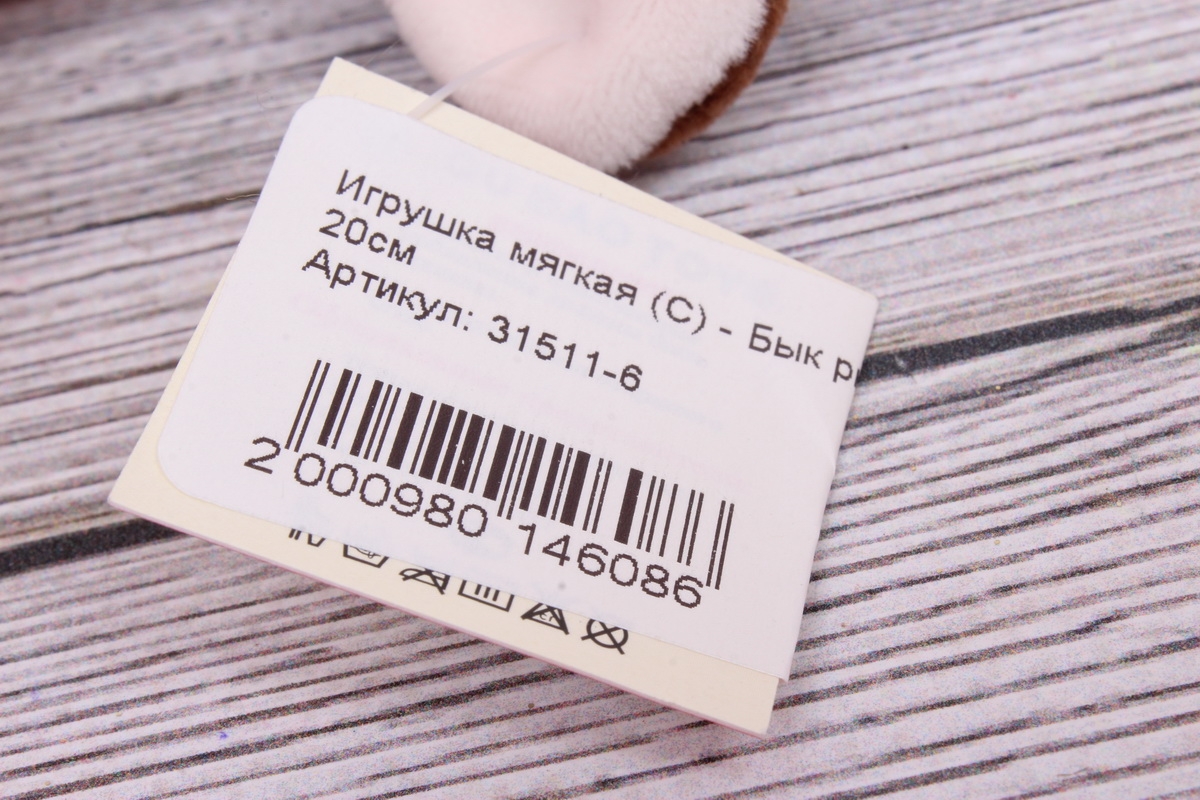 Игрушка мягкая (С) - Бык р
20см
Артикул: 31511-6
2 000980 146086